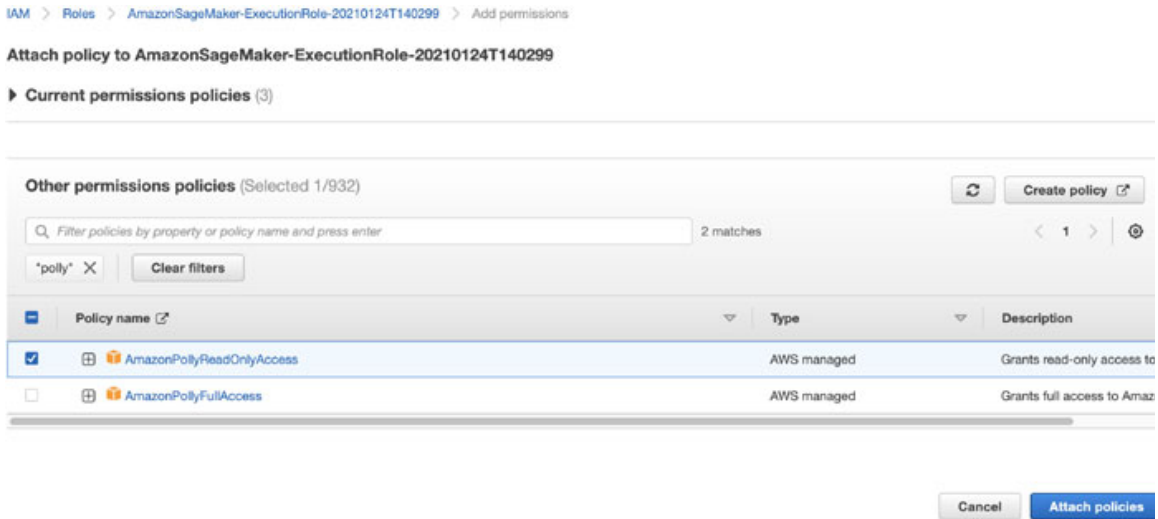 IAM > Roles > AmazonSageMaker-ExecutionRole-20210124T140299 > Add permissions
Attach policy to AmazonSageMaker-ExecutionRole-20210124T140299
Current permissions policies (3)
Other permissions policies (Selected 1/932)
Create policy
Filter policies by property or policy name and press enter
2 matches
< 1 >
"polly" X
Clear filters
Policy name Type Description
AmazonPollyReadOnlyAccess AWS managed Grants read-only access to
AmazonPollyFullAccess AWS managed Grants full access to Amaz
Cancel Attach policies